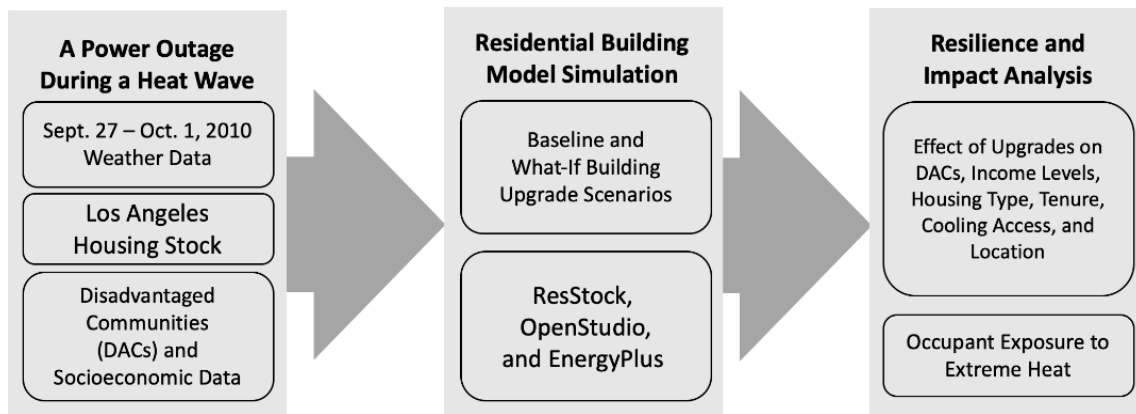 A Power Outage
During a Heat Wave
Sept. 27 – Oct. 1, 2010
Weather Data
Los Angeles
Housing Stock
Disadvantaged
Communities
(DACs) and
Socioeconomic Data
Residential Building
Model Simulation
Baseline and
What-If Building
Upgrade Scenarios
ResStock,
OpenStudio,
and EnergyPlus
Resilience and
Impact Analysis
Effect of Upgrades on
DACs, Income Levels,
Housing Type, Tenure,
Cooling Access, and
Location
Occupant Exposure to
Extreme Heat